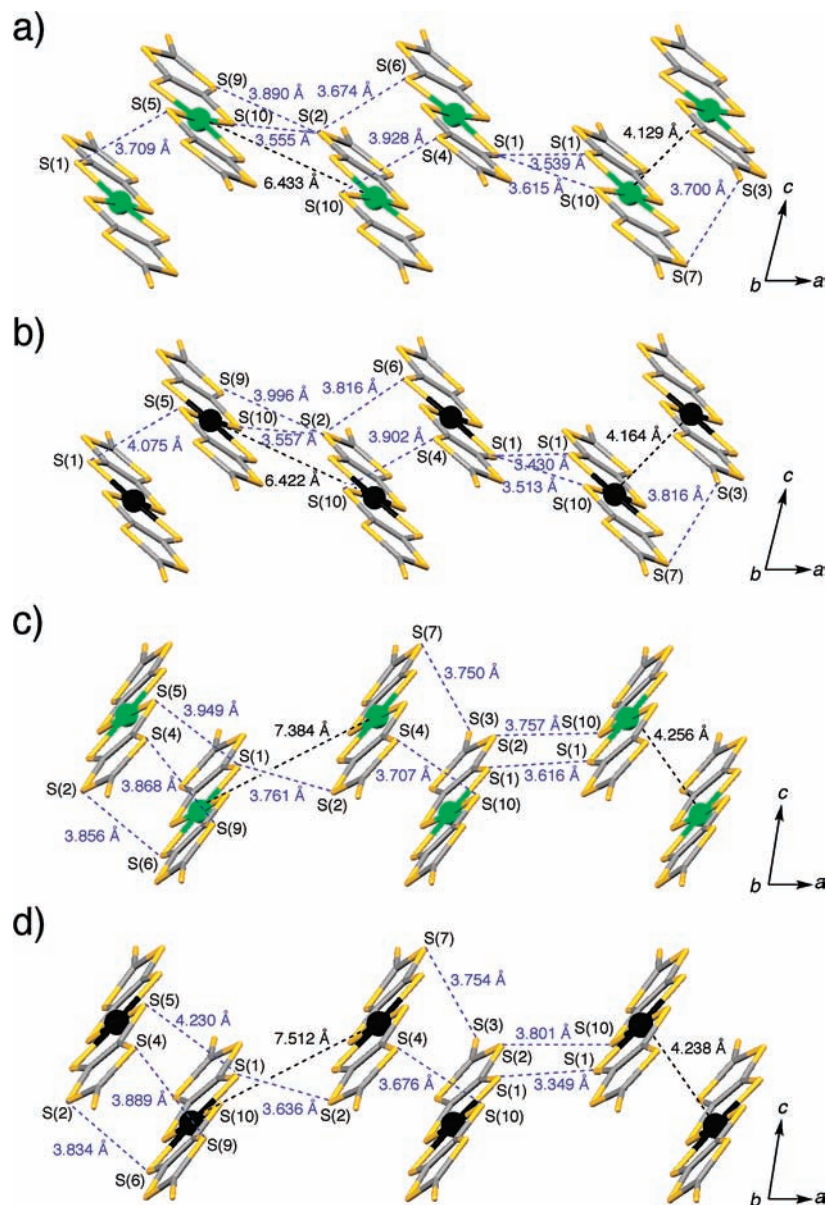 a)
S(9)
S(6)
3.890 Å
3.674 Å
S(5)
S(10)
S(2)
S(1)
3.709 Å
3.555 Å
3.928 Å
S(4)
S(1)
S(1)
4.129 Å
6.433 Å
3.539 Å
3.615 Å
S(10)
S(10)
3.700 Å
S(3)
S(7)
c
b
a
b)
S(9)
S(6)
3.996 Å
3.816 Å
S(5)
S(10)
S(2)
S(1)
4.075 Å
3.557 Å
3.902 Å
S(4)
S(1)
S(1)
4.164 Å
6.422 Å
3.430 Å
3.513 Å
S(10)
S(10)
3.816 Å
S(3)
S(7)
c
b
a
c)
S(7)
S(5)
3.750 Å
3.949 Å
S(4)
7.384 Å
S(4)
S(3)
3.757 Å
S(10)
4.256 Å
S(2)
S(1)
S(1)
S(2)
3.868 Å
3.761 Å
S(2)
3.707 Å
S(1)
3.616 Å
S(10)
S(9)
3.856 Å
S(6)
c
b
a
d)
S(7)
S(5)
3.754 Å
4.230 Å
S(4)
7.512 Å
S(4)
S(3)
3.801 Å
S(10)
4.238 Å
S(2)
S(1)
S(1)
3.889 Å
S(10)
S(2)
3.636 Å
S(2)
3.676 Å
S(1)
3.349 Å
S(10)
S(9)
3.834 Å
S(6)
c
b
a